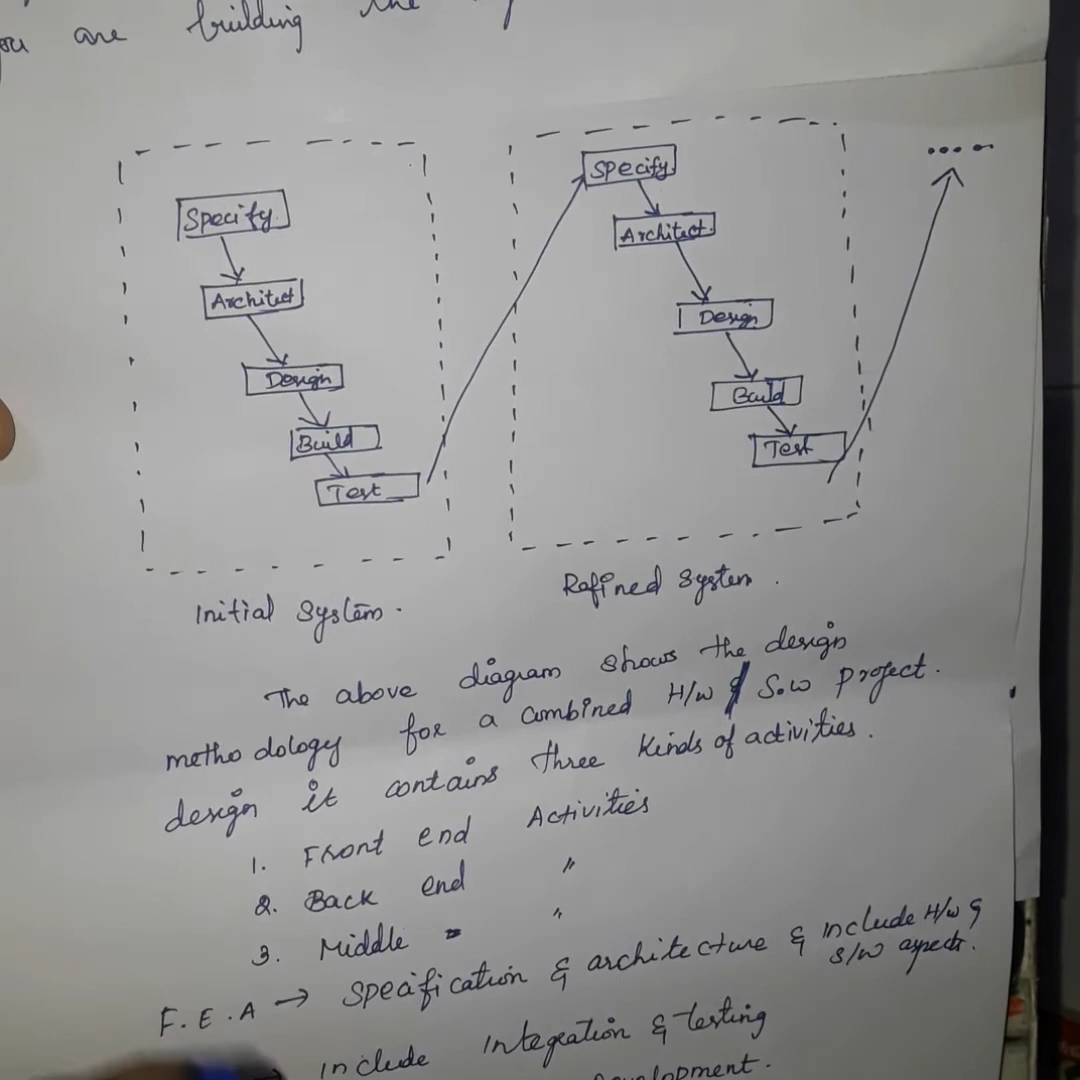 you are building the
Specify
Architect
Design
Build
Test
Initial System.
Specify
Architect
Design
Build
Test
....
Refined System.
The above diagram shows the design
methodology for a combined H/w & S.w project.
design it contains three kinds of activities.
1. Front end Activities
2. Back end "
3. Middle - "
F.E.A → Specification & architecture & include H/w &
S/W aspects.
include Integration & testing